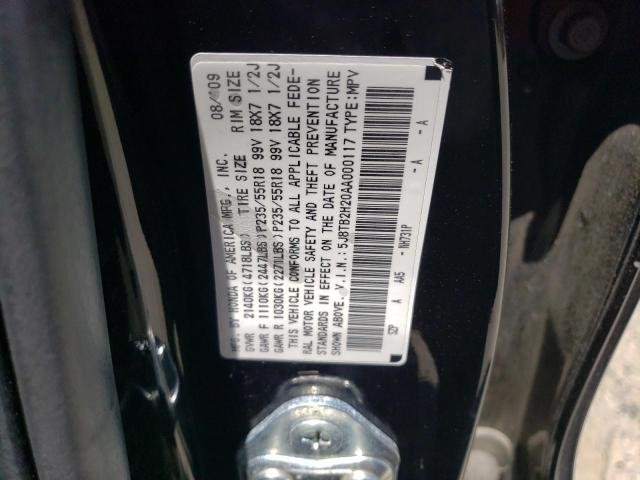 MFD. BY HONDA OF AMERICA MFG., INC. 08/09
GVWR 2140KG(4718LBS) TIRE SIZE RIM SIZE
GAWR F 1110KG(2447LBS)P235/55R18 99V 18X7 1/2J
GAWR R 1030KG(2271LBS)P235/55R18 99V 18X7 1/2J
THIS VEHICLE CONFORMS TO ALL APPLICABLE FEDE-
RAL MOTOR VEHICLE SAFETY AND THEFT PREVENTION
STANDARDS IN EFFECT ON THE DATE OF MANUFACTURE
SHOWN ABOVE. V.I.N.:5J8TB2H20AA000117 TYPE:MPV
SZP A AA5 - NH731P - A - A